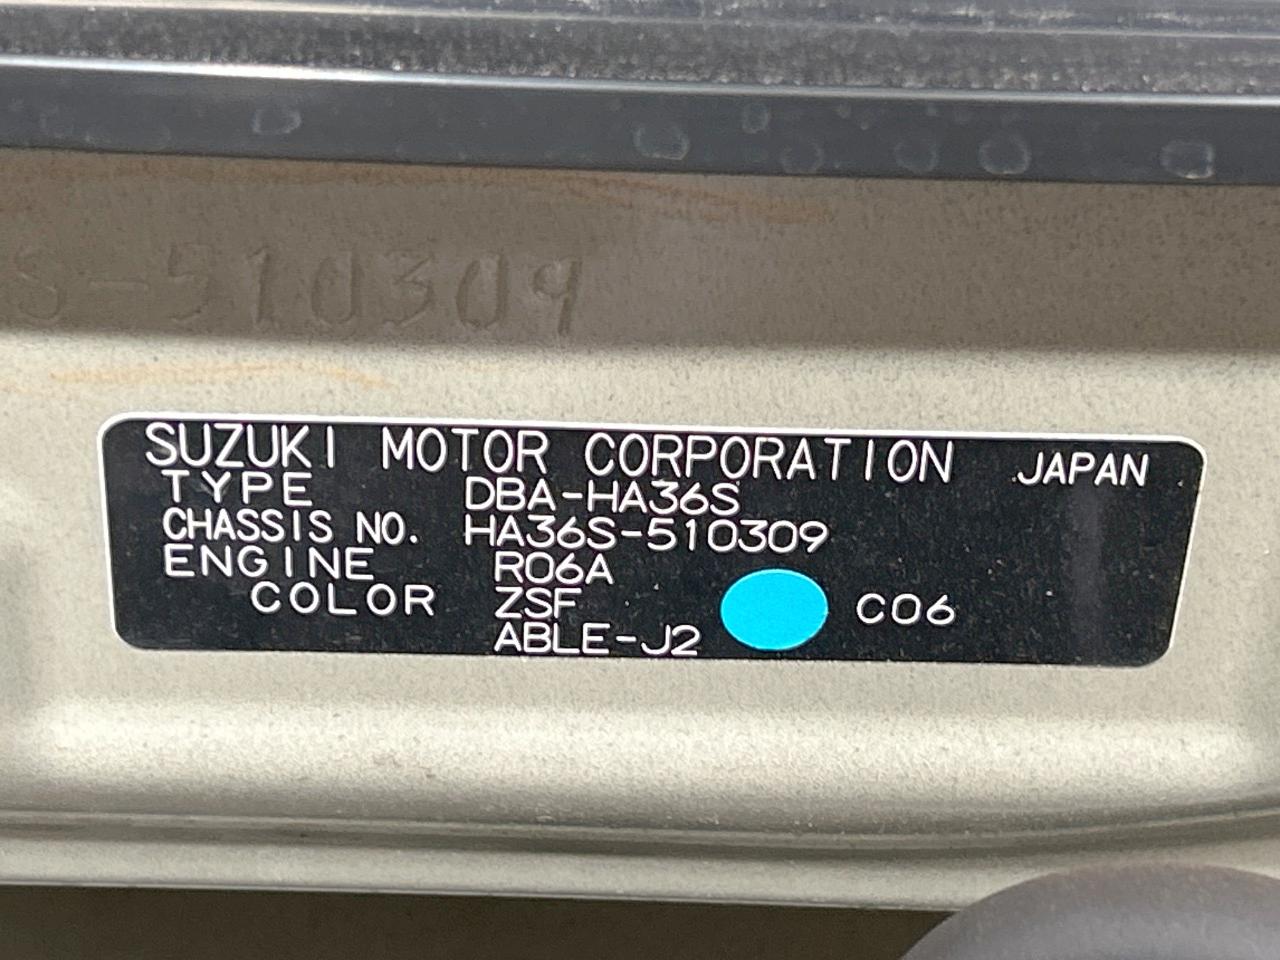 S-510309
SUZUKI MOTOR CORPORATION JAPAN
TYPE DBA-HA36S
CHASSIS NO. HA36S-510309
ENGINE R06A
COLOR ZSF C06
ABLE-J2